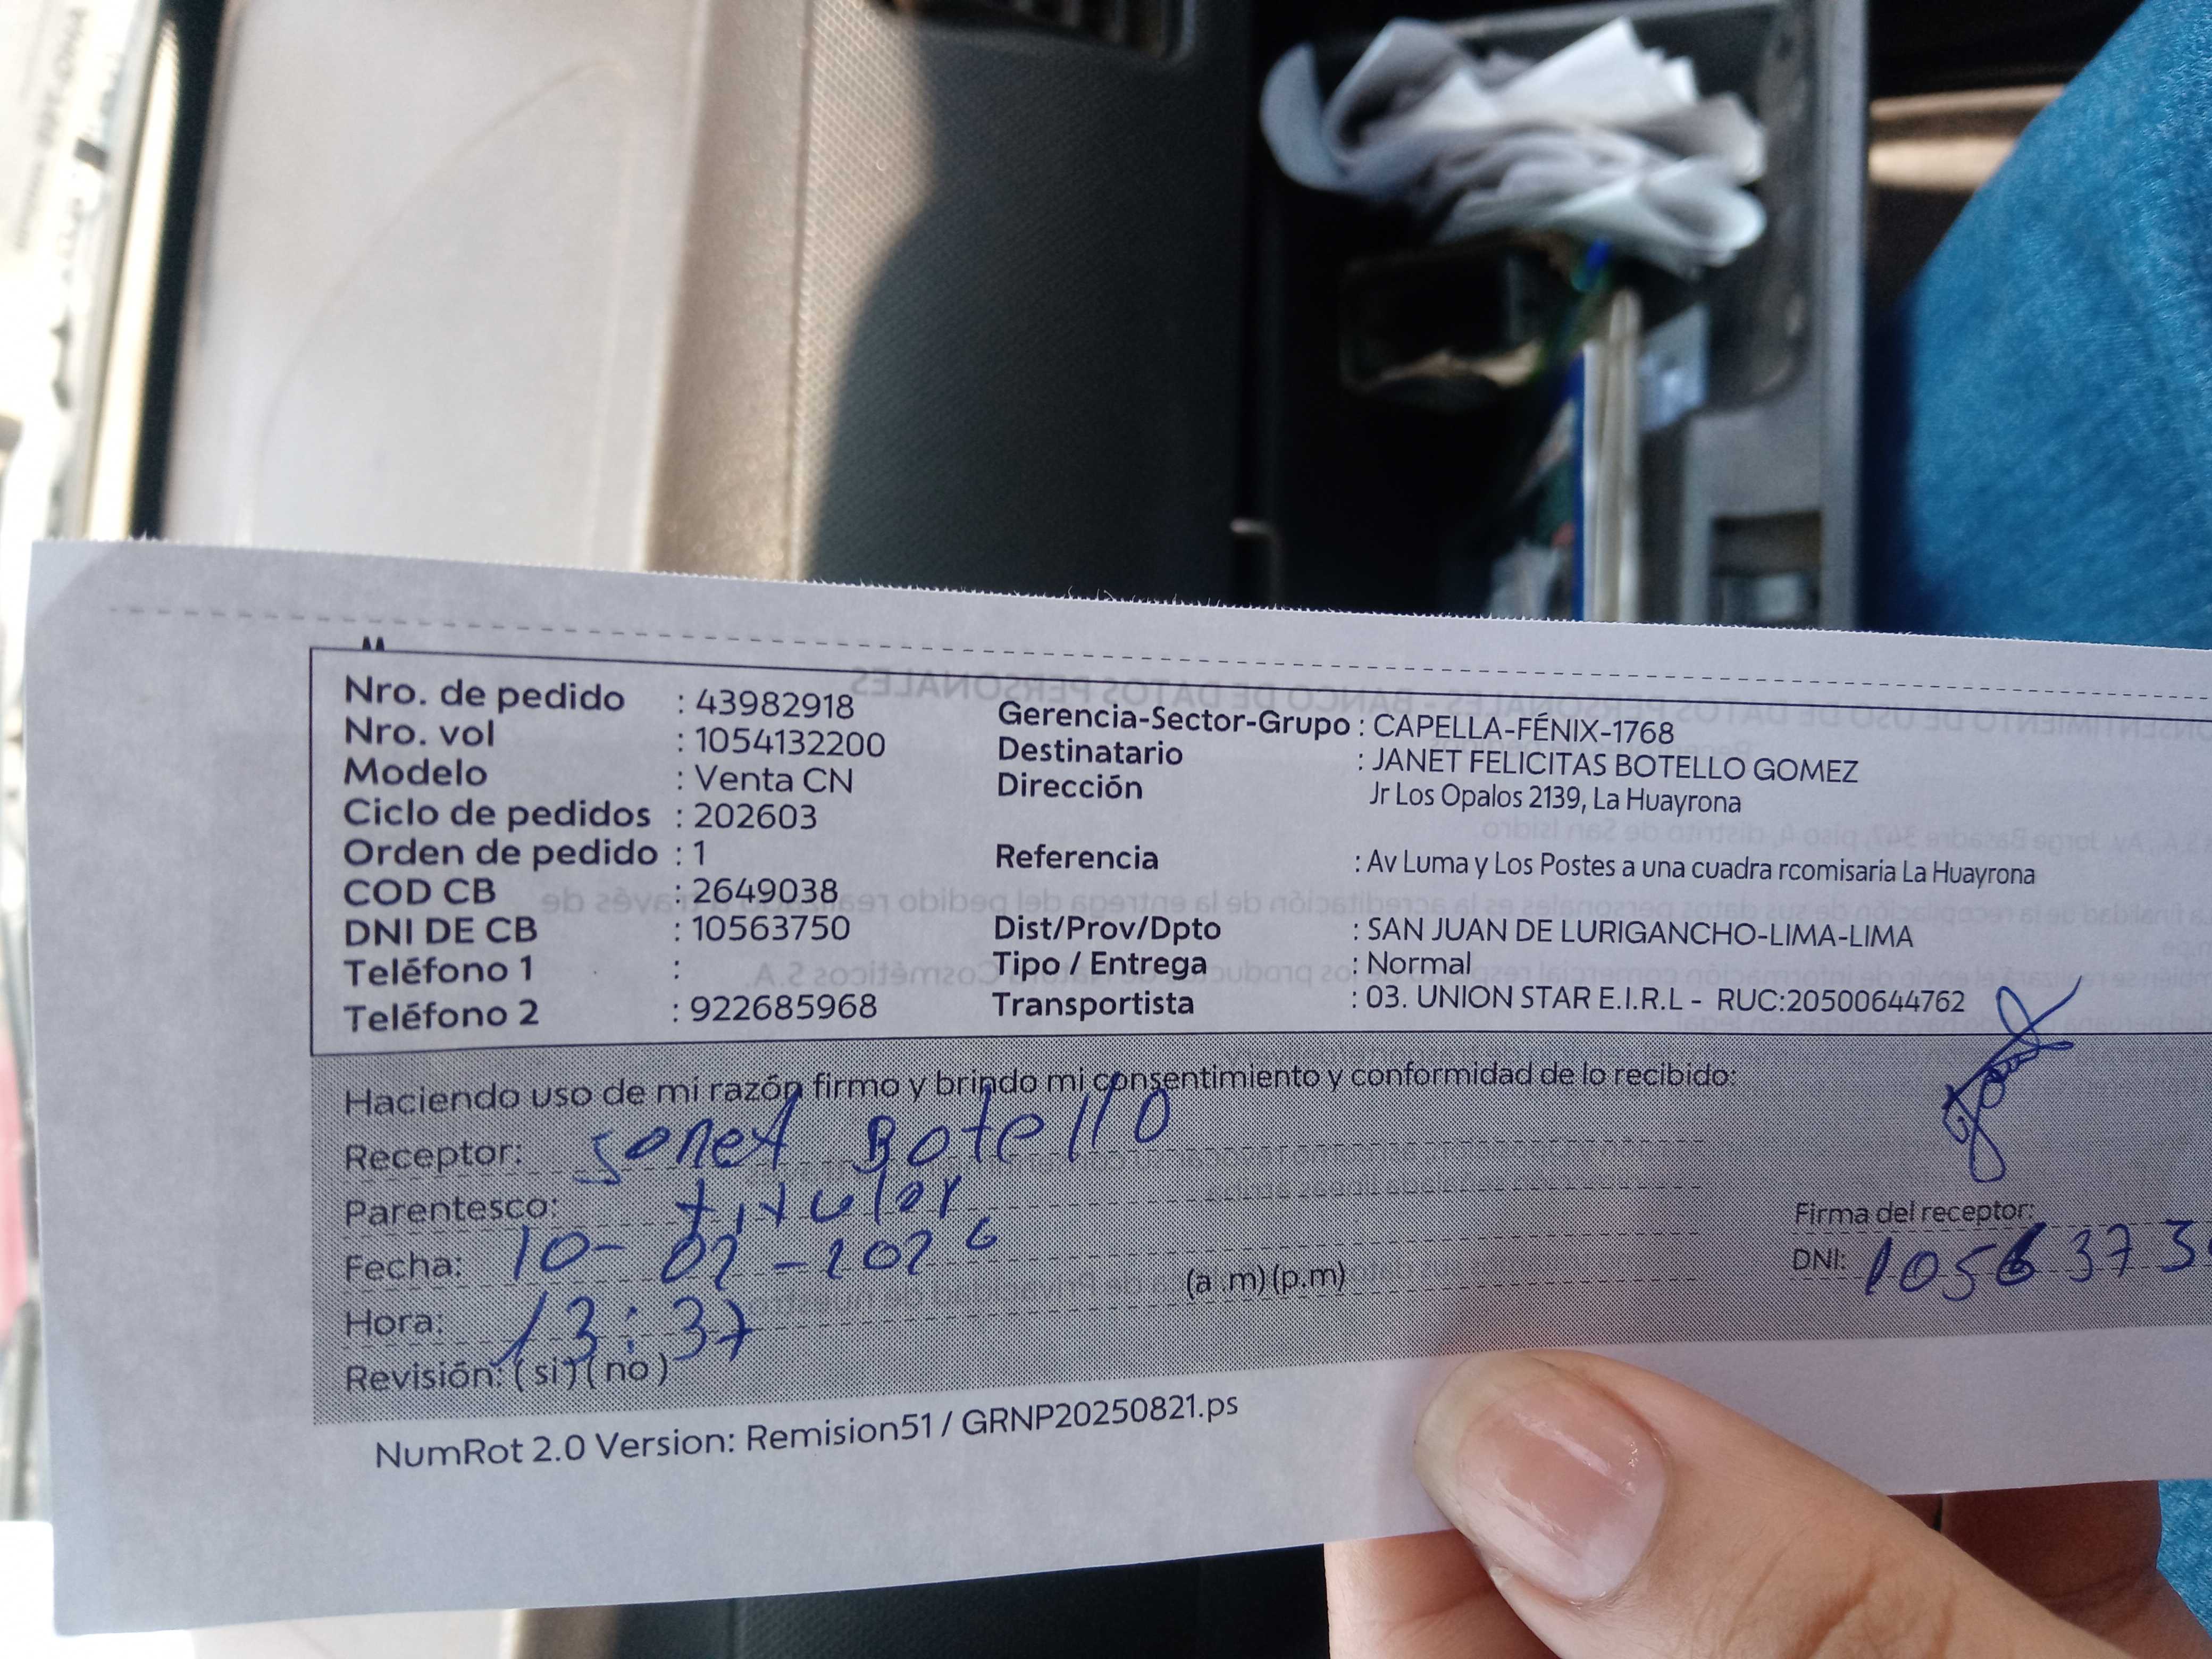 Nro. de pedido : 43982918
Nro. vol : 1054132200
Modelo : Venta CN
Ciclo de pedidos : 202603
Orden de pedido : 1
COD CB : 2649038
DNI DE CB : 10563750
Teléfono 1 :
Teléfono 2 : 922685968
Gerencia-Sector-Grupo : CAPELLA-FÉNIX-1768
Destinatario : JANET FELICITAS BOTELLO GOMEZ
Dirección Jr Los Opalos 2139, La Huayrona
Referencia : Av Luma y Los Postes a una cuadra rcomisaria La Huayrona
Dist/Prov/Dpto : SAN JUAN DE LURIGANCHO-LIMA-LIMA
Tipo / Entrega : Normal
Transportista : 03. UNION STAR E.I.R.L - RUC:20500644762
Haciendo uso de mi razón firmo y brindo mi consentimiento y conformidad de lo recibido:
Receptor: Janet Botello
Parentesco: titular
Fecha: 10-02-2026
Hora: 13:37 (a .m) (p.m)
Revisión: ( si) ( no )
Firma del receptor:
DNI: 1056373
NumRot 2.0 Version: Remision51 / GRNP20250821.ps